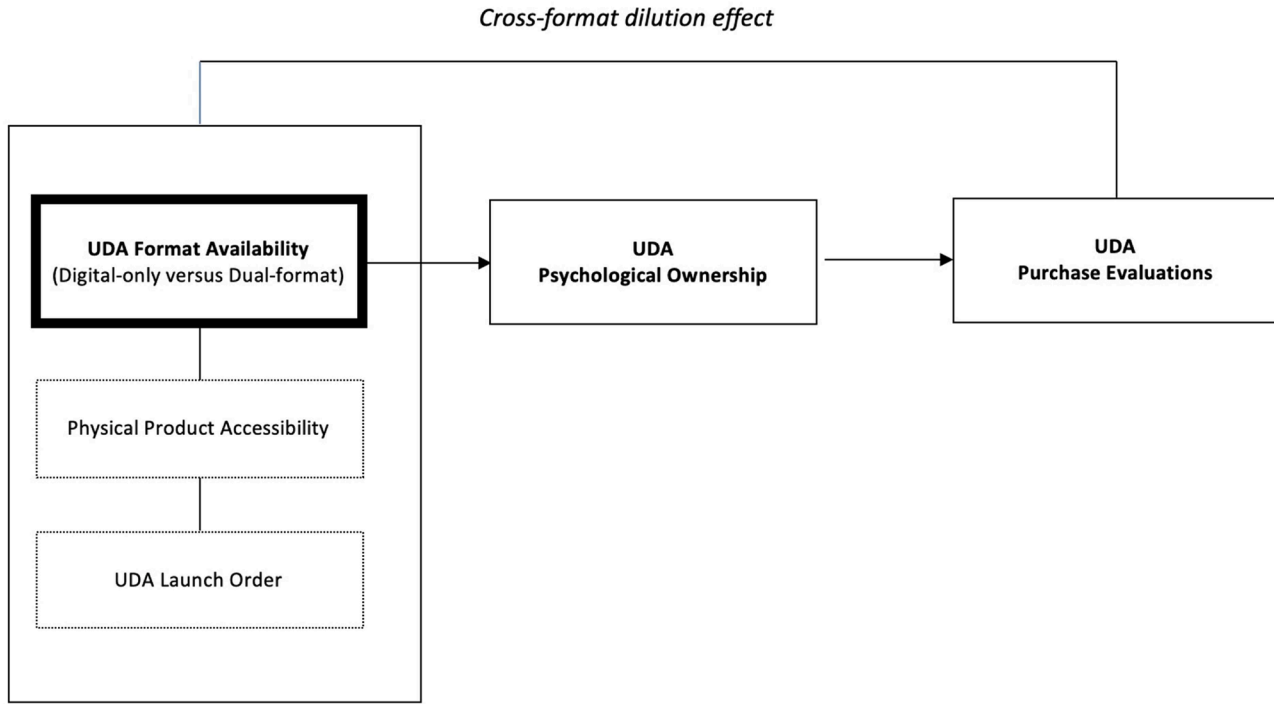 Cross-format dilution effect
UDA Format Availability
(Digital-only versus Dual-format)
UDA
Psychological Ownership
UDA
Purchase Evaluations
Physical Product Accessibility
UDA Launch Order